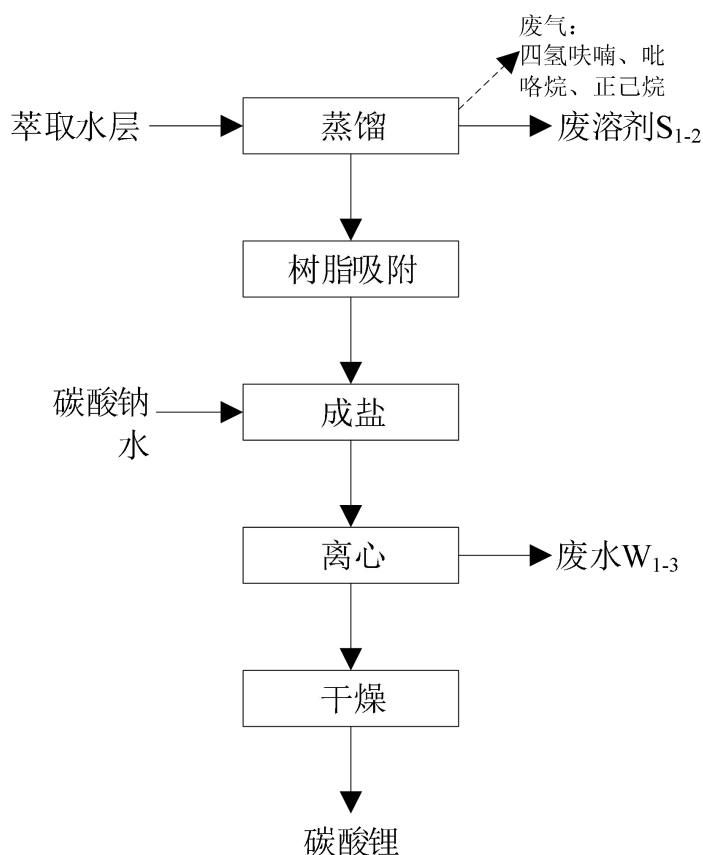 废气：
四氢呋喃、吡
咯烷、正己烷
萃取水层
蒸馏
废溶剂S1-2
树脂吸附
碳酸钠
水
成盐
离心
废水W1-3
干燥
碳酸锂